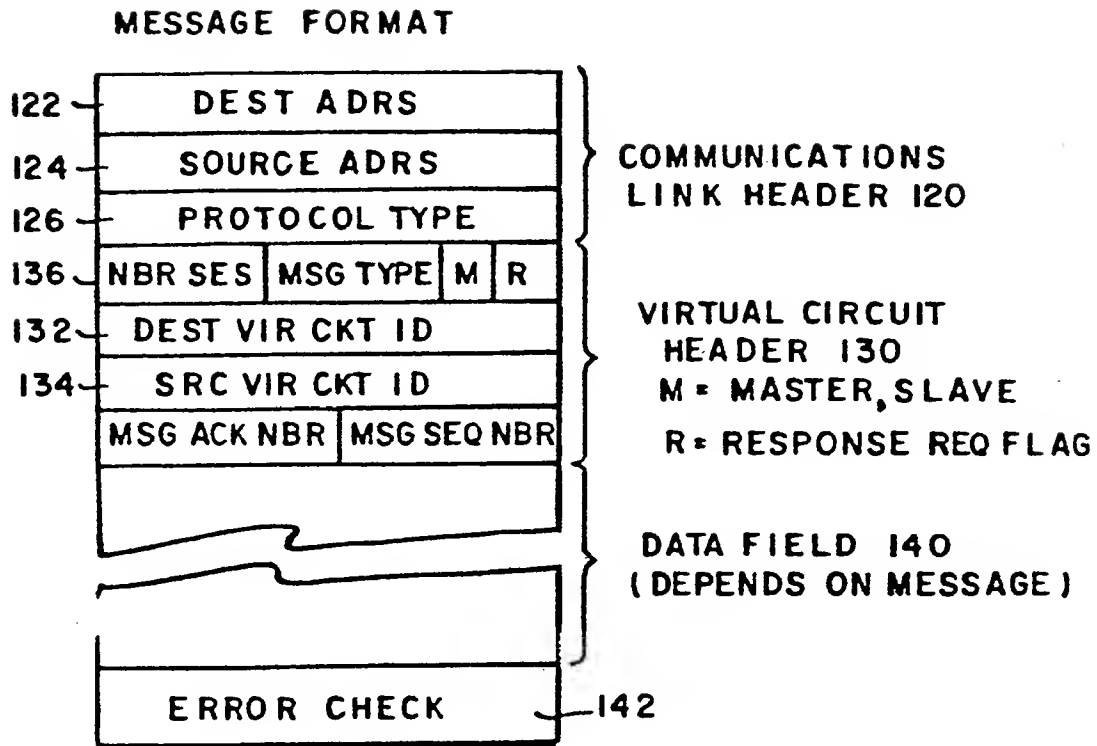 MESSAGE FORMAT
122 DEST ADRS
124 SOURCE ADRS
126 PROTOCOL TYPE
COMMUNICATIONS
LINK HEADER 120
136 NBR SES MSG TYPE M R
132 DEST VIR CKT ID
134 SRC VIR CKT ID
MSG ACK NBR MSG SEQ NBR
VIRTUAL CIRCUIT
HEADER 130
M = MASTER, SLAVE
R = RESPONSE REQ FLAG
DATA FIELD 140
(DEPENDS ON MESSAGE)
ERROR CHECK 142